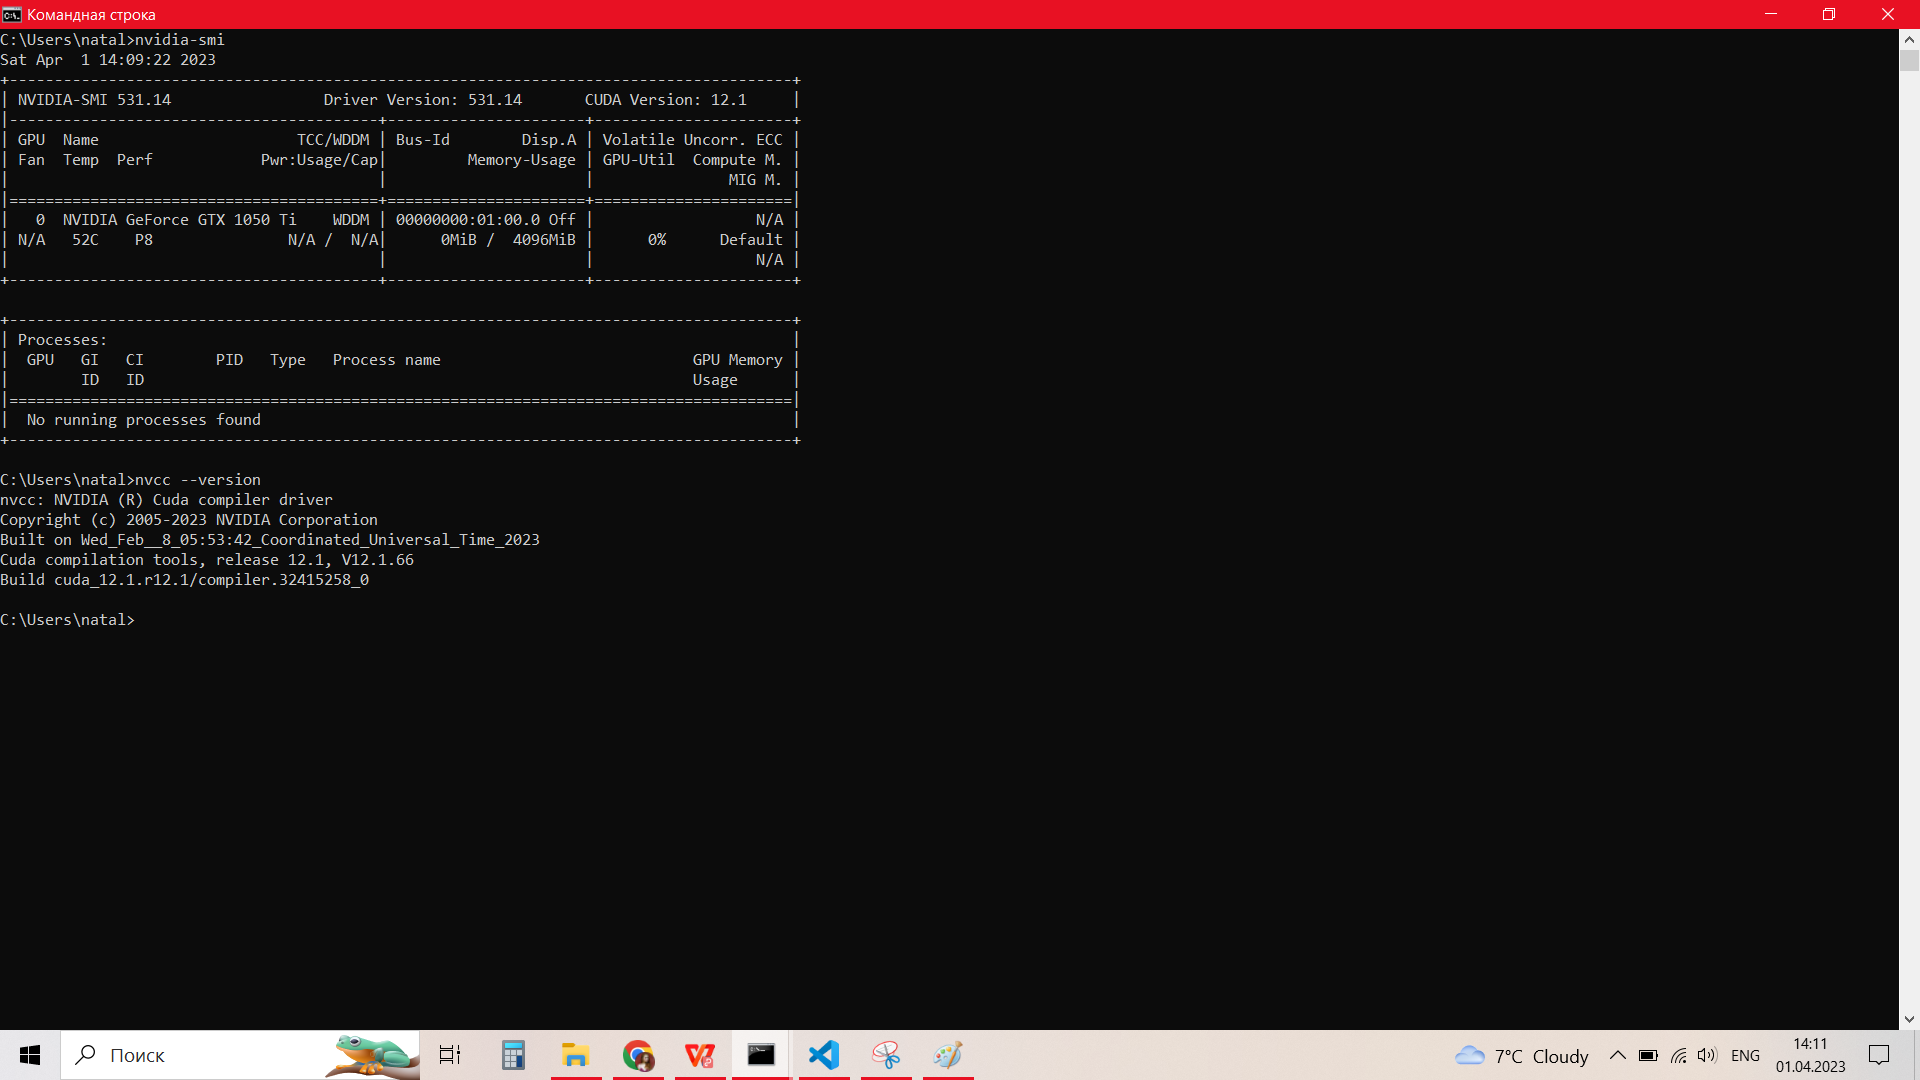 Командная строка
C:\Users\natal>nvidia-smi
Sat Apr  1 14:09:22 2023
+---------------------------------------------------------------------------------------+
| NVIDIA-SMI 531.14                 Driver Version: 531.14       CUDA Version: 12.1     |
|-----------------------------------------+----------------------+----------------------+
| GPU  Name                      TCC/WDDM | Bus-Id        Disp.A | Volatile Uncorr. ECC |
| Fan  Temp  Perf            Pwr:Usage/Cap|         Memory-Usage | GPU-Util  Compute M. |
|                                         |                      |               MIG M. |
|=========================================+======================+======================|
|   0  NVIDIA GeForce GTX 1050 Ti    WDDM | 00000000:01:00.0 Off |                  N/A |
| N/A   52C    P8               N/A /  N/A|      0MiB /  4096MiB |      0%      Default |
|                                         |                      |                  N/A |
+-----------------------------------------+----------------------+----------------------+

+---------------------------------------------------------------------------------------+
| Processes:                                                                            |
|  GPU   GI   CI        PID   Type   Process name                            GPU Memory |
|        ID   ID                                                             Usage      |
|=======================================================================================|
|  No running processes found                                                           |
+---------------------------------------------------------------------------------------+

C:\Users\natal>nvcc --version
nvcc: NVIDIA (R) Cuda compiler driver
Copyright (c) 2005-2023 NVIDIA Corporation
Built on Wed_Feb__8_05:53:42_Coordinated_Universal_Time_2023
Cuda compilation tools, release 12.1, V12.1.66
Build cuda_12.1.r12.1/compiler.32415258_0

C:\Users\natal>
Поиск
7°C Cloudy
ENG
14:11
01.04.2023